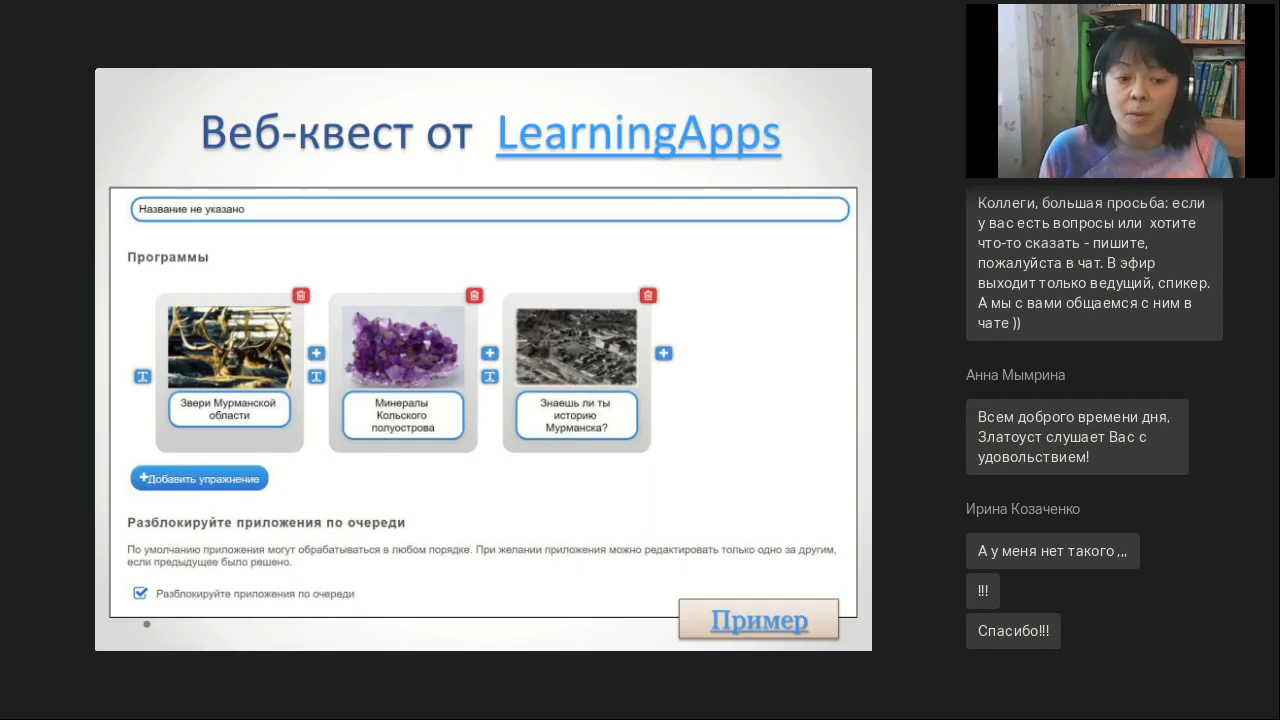 Веб-квест от LearningApps
Название не указано
Программы
Звери Мурманской
области
Минералы
Кольского
полуострова
Знаешь ли ты
историю
Мурманска?
Добавить упражнение
Разблокируйте приложения по очереди
По умолчанию приложения могут обрабатываться в любом порядке. При желании приложения можно редактировать только одно за другим,
если предыдущее было решено.
Разблокируйте приложения по очереди
Пример
Коллеги, большая просьба: если
у вас есть вопросы или хотите
что-то сказать - пишите,
пожалуйста в чат. В эфир
выходит только ведущий, спикер.
А мы с вами общаемся с ним в
чате ))
Анна Мымрина
Всем доброго времени дня,
Златоуст слушает Вас с
удовольствием!
Ирина Козаченко
А у меня нет такого ,,,
!!!
Спасибо!!!